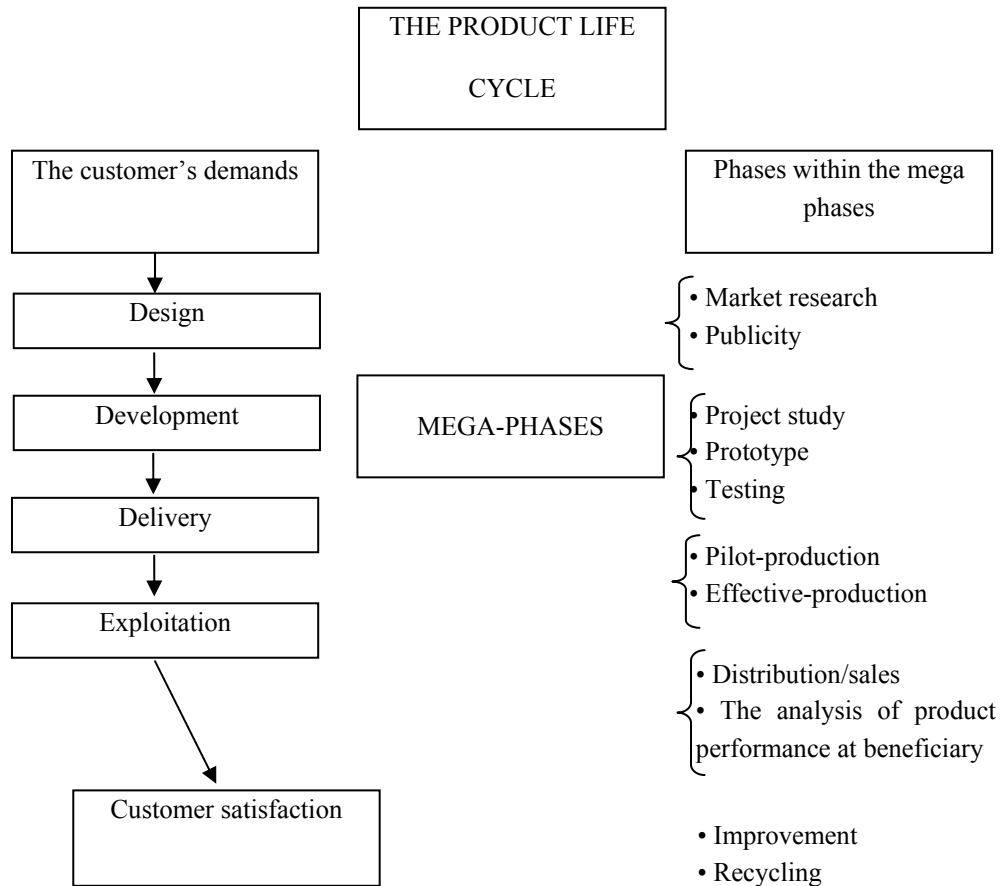 THE PRODUCT LIFE
CYCLE
The customer’s demands
Phases within the mega
phases
Design
• Market research
• Publicity
Development
MEGA-PHASES
• Project study
• Prototype
• Testing
Delivery
• Pilot-production
• Effective-production
Exploitation
• Distribution/sales
• The analysis of product
performance at beneficiary
Customer satisfaction
• Improvement
• Recycling